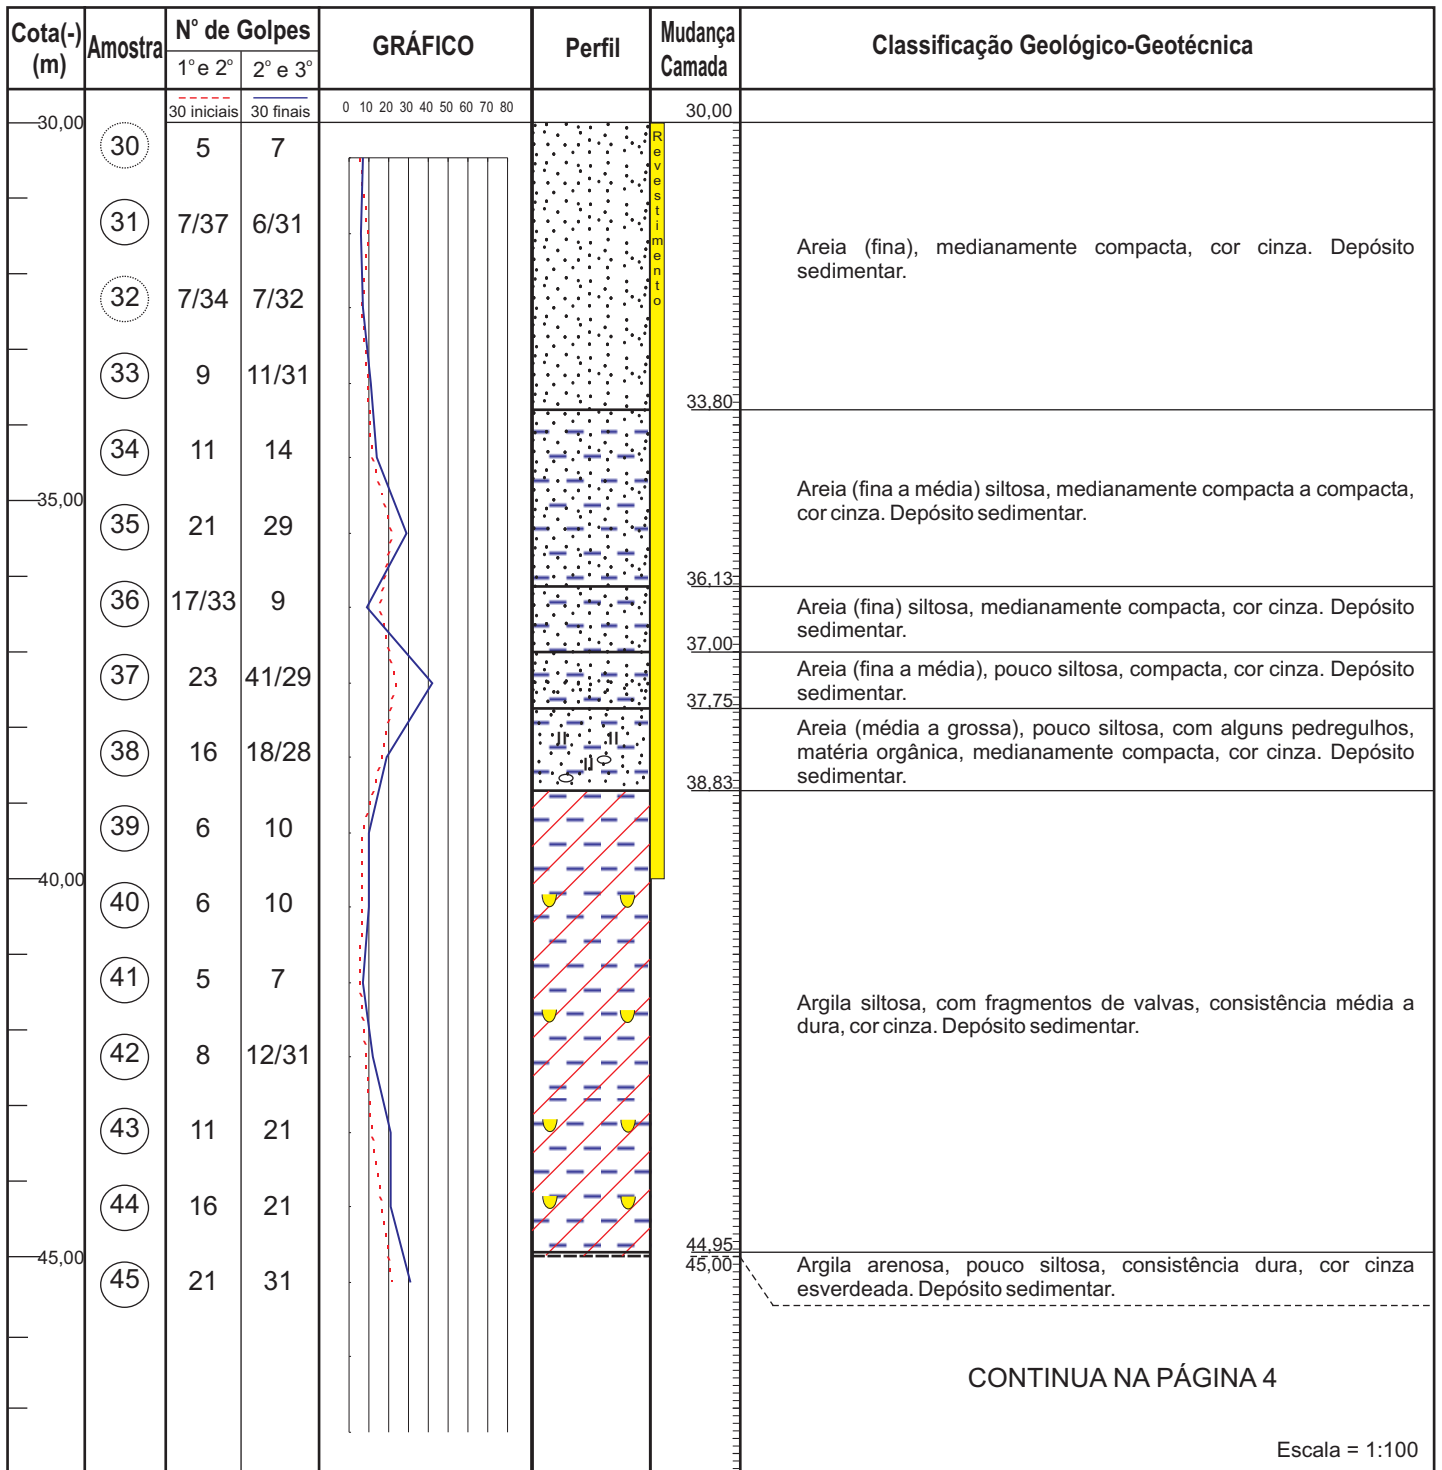 Cota(-) (m) Amostra N° de Golpes GRÁFICO Perfil Mudança Camada Classificação Geológico-Geotécnica
1° e 2° 2° e 3°
30 iniciais 30 finais 0 10 20 30 40 50 60 70 80 30,00
30,00
30 5 7
31 7/37 6/31
32 7/34 7/32
33 9 11/31
Revestimento
Areia (fina), medianamente compacta, cor cinza. Depósito
sedimentar.
33,80
34 11 14
35,00
35 21 29
Areia (fina a média) siltosa, medianamente compacta a compacta,
cor cinza. Depósito sedimentar.
36,13
36 17/33 9
Areia (fina) siltosa, medianamente compacta, cor cinza. Depósito
sedimentar.
37,00
37 23 41/29
Areia (fina a média), pouco siltosa, compacta, cor cinza. Depósito
sedimentar.
37,75
38 16 18/28
Areia (média a grossa), pouco siltosa, com alguns pedregulhos,
matéria orgânica, medianamente compacta, cor cinza. Depósito
sedimentar.
38,83
39 6 10
40,00
40 6 10
41 5 7
Argila siltosa, com fragmentos de valvas, consistência média a
dura, cor cinza. Depósito sedimentar.
42 8 12/31
43 11 21
44 16 21
44,95
45,00
45,00
45 21 31
Argila arenosa, pouco siltosa, consistência dura, cor cinza
esverdeada. Depósito sedimentar.
CONTINUA NA PÁGINA 4
Escala = 1:100